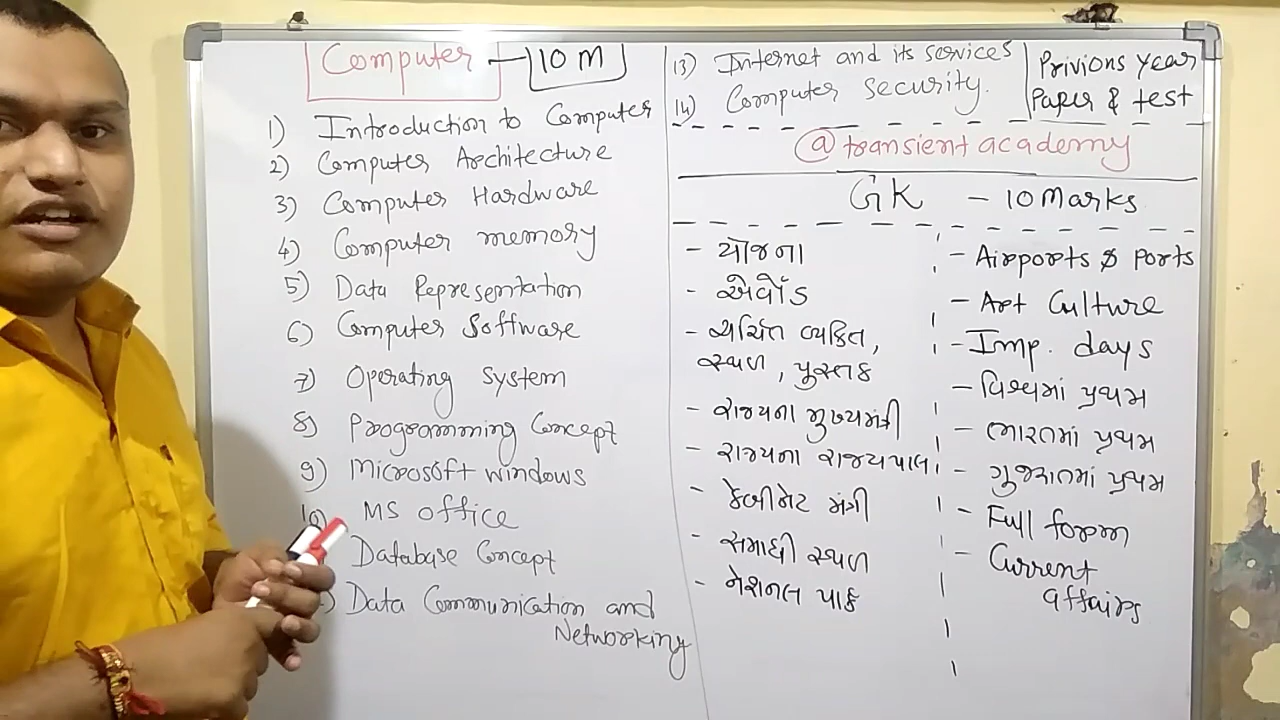 Computer — 10 M
1) Introduction to Computer
2) Computer Architecture
3) Computer Hardware
4) Computer memory
5) Data Representation
6) Computer Software
7) Operating System
8) Programming Concept
9) Microsoft windows
10) MS office
Database Concept
) Data Communication and
Networking
13) Internet and its services
14) Computer security.
Privions year
Paper & test
@transient academy
GK - 10 Marks
- યોજના
- એવોૅડ
- ચર્ચિત વ્યકિત,
સ્થળ, પુસ્તક
- રાજ્યના મુખ્યમંત્રી
- રાજ્યના રાજ્યપાલ
- કેબીનેટ મંત્રી
- સમાધી સ્થળ
- નેશનલ પાર્ક
- Airports & ports
- Art Culture
- Imp. days
- વિશ્વમાં પ્રથમ
- ભારતમાં પ્રથમ
- ગુજરાતમાં પ્રથમ
- Full form
- Current
affairs